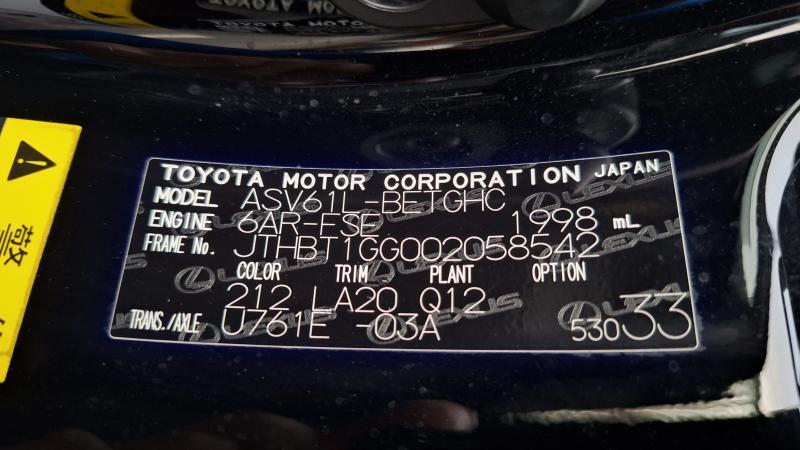 TOYOTA MOTOR CORPORATION JAPAN
MODEL ASV61L-BETGHC
ENGINE 6AR-FSE 1998 mL
FRAME No. JTHBT1GG002058542
COLOR TRIM PLANT OPTION
212 LA20 Q12
TRANS./AXLE U761E -03A 53033
LEXUS